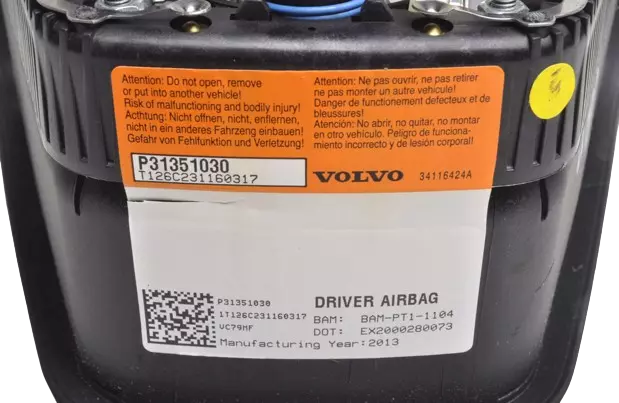 Attention: Do not open, remove
or put into another vehicle!
Risk of malfunctioning and bodily injury!
Achtung: Nicht öffnen, nicht, entfernen,
nicht in ein anderes Fahrzeug einbauen!
Gefahr von Fehlfunktion und Verletzung!
Attention: Ne pas ouvrir, ne pas retirer
ne pas monter un autre vehicule!
Danger de functionement defecteux et de
bleussures!
Atención: No abrir, no quitar, no montar
en otro vehículo. Peligro de funciona-
miento incorrecto y de lesión corporal!
P31351030
T126C231160317
VOLVO
34116424A
P31351030
1T126C231160317
VC79MF
DRIVER AIRBAG
BAM: BAM-PT1-1104
DOT: EX2000280073
Manufacturing Year:2013